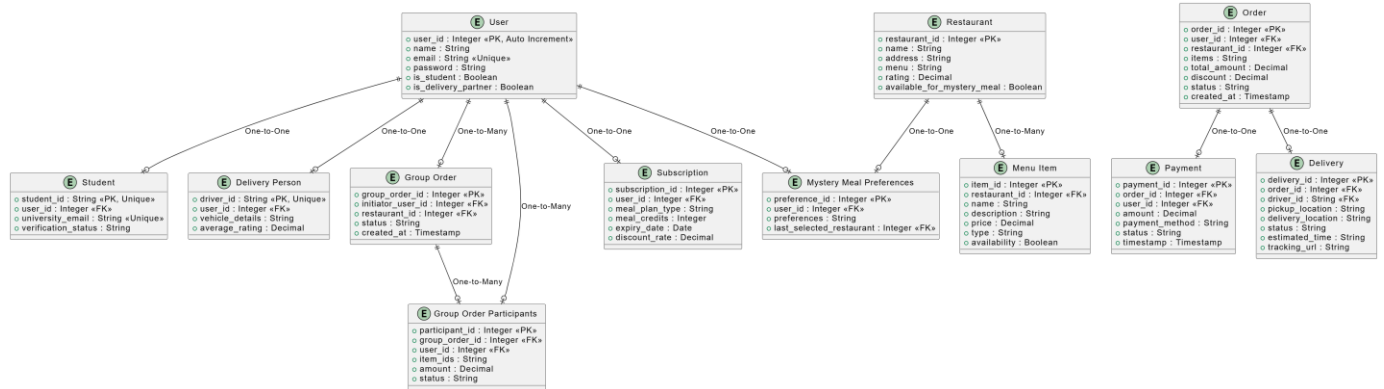 E User
user_id : Integer «PK, Auto Increment»
name : String
email : String «Unique»
password : String
is_student : Boolean
is_delivery_partner : Boolean
E Restaurant
restaurant_id : Integer «PK»
name : String
address : String
menu : String
rating : Decimal
available_for_mystery_meal : Boolean
E Order
order_id : Integer «PK»
user_id : Integer «FK»
restaurant_id : Integer «FK»
items : String
total_amount : Decimal
discount : Decimal
status : String
created_at : Timestamp
One-to-One
One-to-One
One-to-Many
One-to-One
One-to-One
One-to-Many
One-to-One
One-to-One
One-to-Many
E Student
student_id : String «PK, Unique»
user_id : Integer «FK»
university_email : String «Unique»
verification_status : String
E Delivery Person
driver_id : String «PK, Unique»
user_id : Integer «FK»
vehicle_details : String
average_rating : Decimal
E Group Order
group_order_id : Integer «PK»
initiator_user_id : Integer «FK»
restaurant_id : Integer «FK»
status : String
created_at : Timestamp
E Subscription
subscription_id : Integer «PK»
user_id : Integer «FK»
meal_plan_type : String
meal_credits : Integer
expiry_date : Date
discount_rate : Decimal
E Mystery Meal Preferences
preference_id : Integer «PK»
user_id : Integer «FK»
preferences : String
last_selected_restaurant : Integer «FK»
E Menu Item
item_id : Integer «PK»
restaurant_id : Integer «FK»
name : String
description : String
price : Decimal
type : String
availability : Boolean
E Payment
payment_id : Integer «PK»
order_id : Integer «FK»
user_id : Integer «FK»
amount : Decimal
payment_method : String
status : String
timestamp : Timestamp
E Delivery
delivery_id : Integer «PK»
order_id : Integer «FK»
driver_id : String «FK»
pickup_location : String
delivery_location : String
status : String
estimated_time : String
tracking_url : String
One-to-Many
E Group Order Participants
participant_id : Integer «PK»
group_order_id : Integer «FK»
user_id : Integer «FK»
item_ids : String
amount : Decimal
status : String